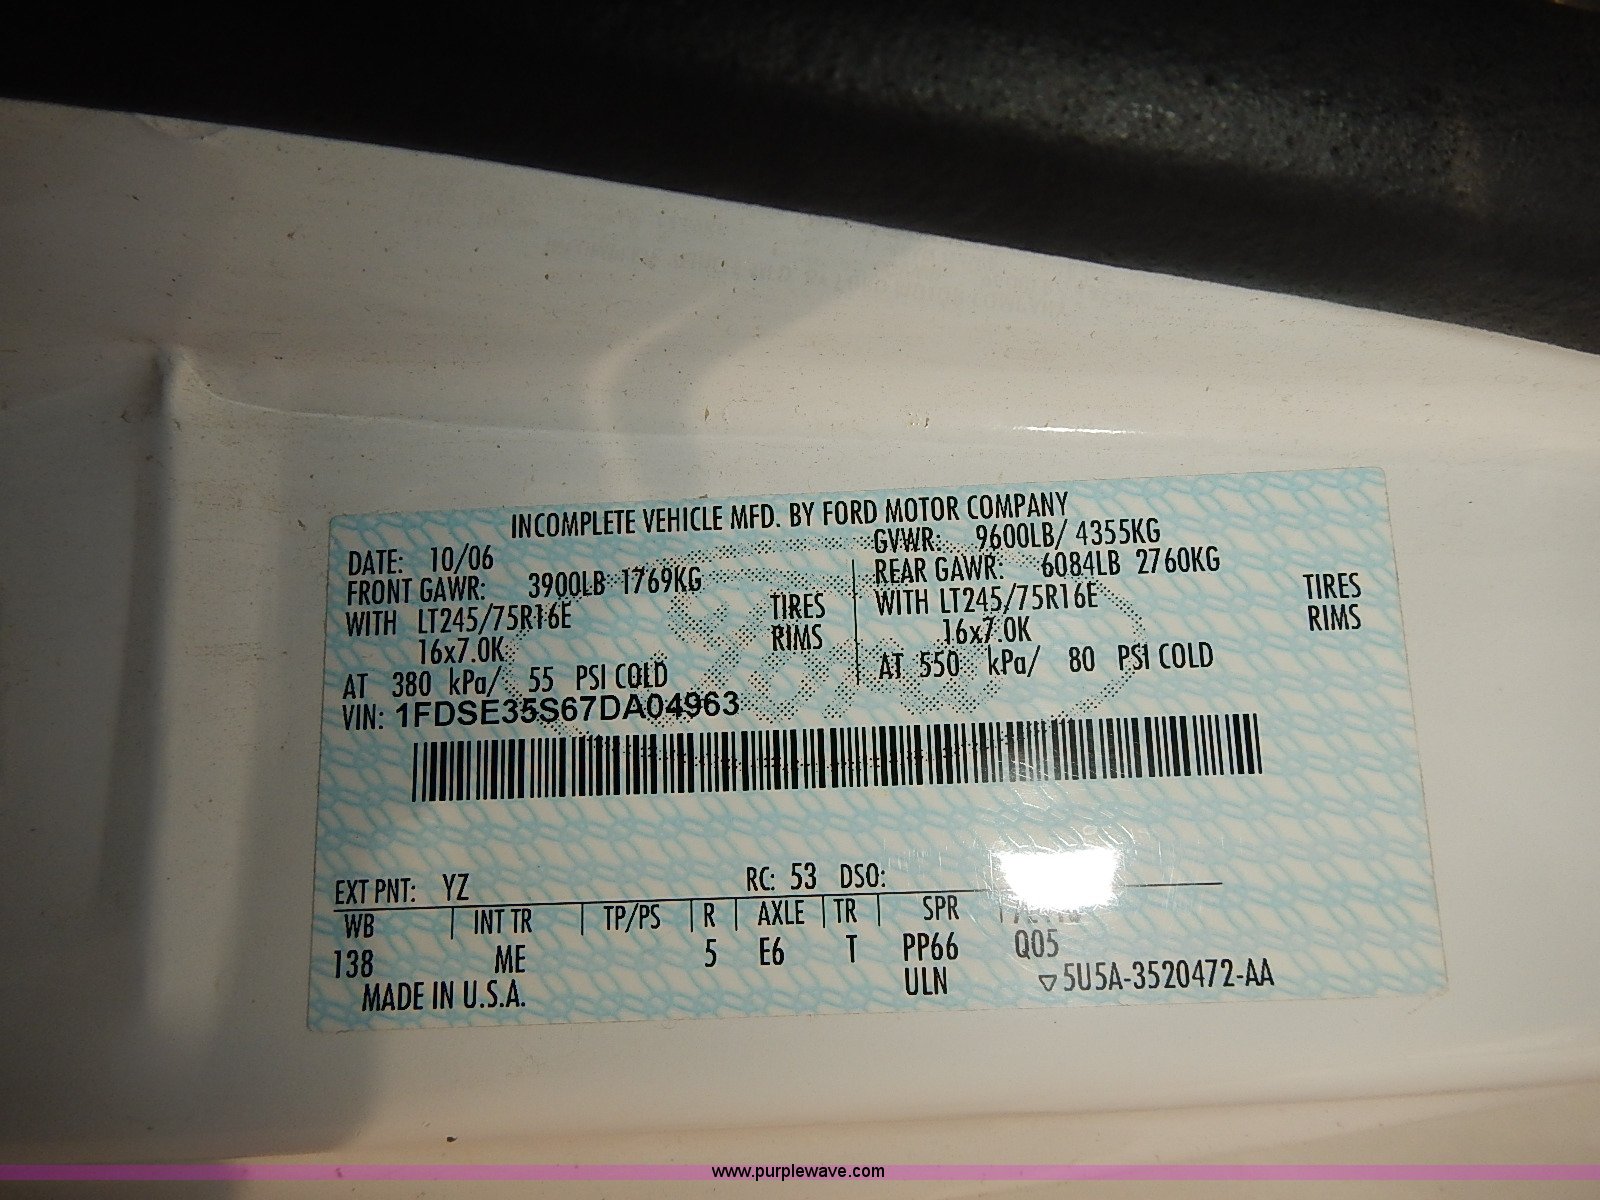 INCOMPLETE VEHICLE MFD. BY FORD MOTOR COMPANY
DATE: 10/06 GVWR: 9600LB/ 4355KG
FRONT GAWR: 3900LB 1769KG REAR GAWR: 6084LB 2760KG
WITH LT245/75R16E TIRES WITH LT245/75R16E TIRES
16x7.0K RIMS 16x7.0K RIMS
AT 380 kPa/ 55 PSI COLD AT 550 kPa/ 80 PSI COLD
VIN: 1FDSE35S67DA04963
EXT PNT: YZ RC: 53 DSO:
WB | INT TR | TP/PS | R | AXLE | TR | SPR
138 ME 5 E6 T PP66 Q05
ULN ▽5U5A-3520472-AA
MADE IN U.S.A.
www.purplewave.com